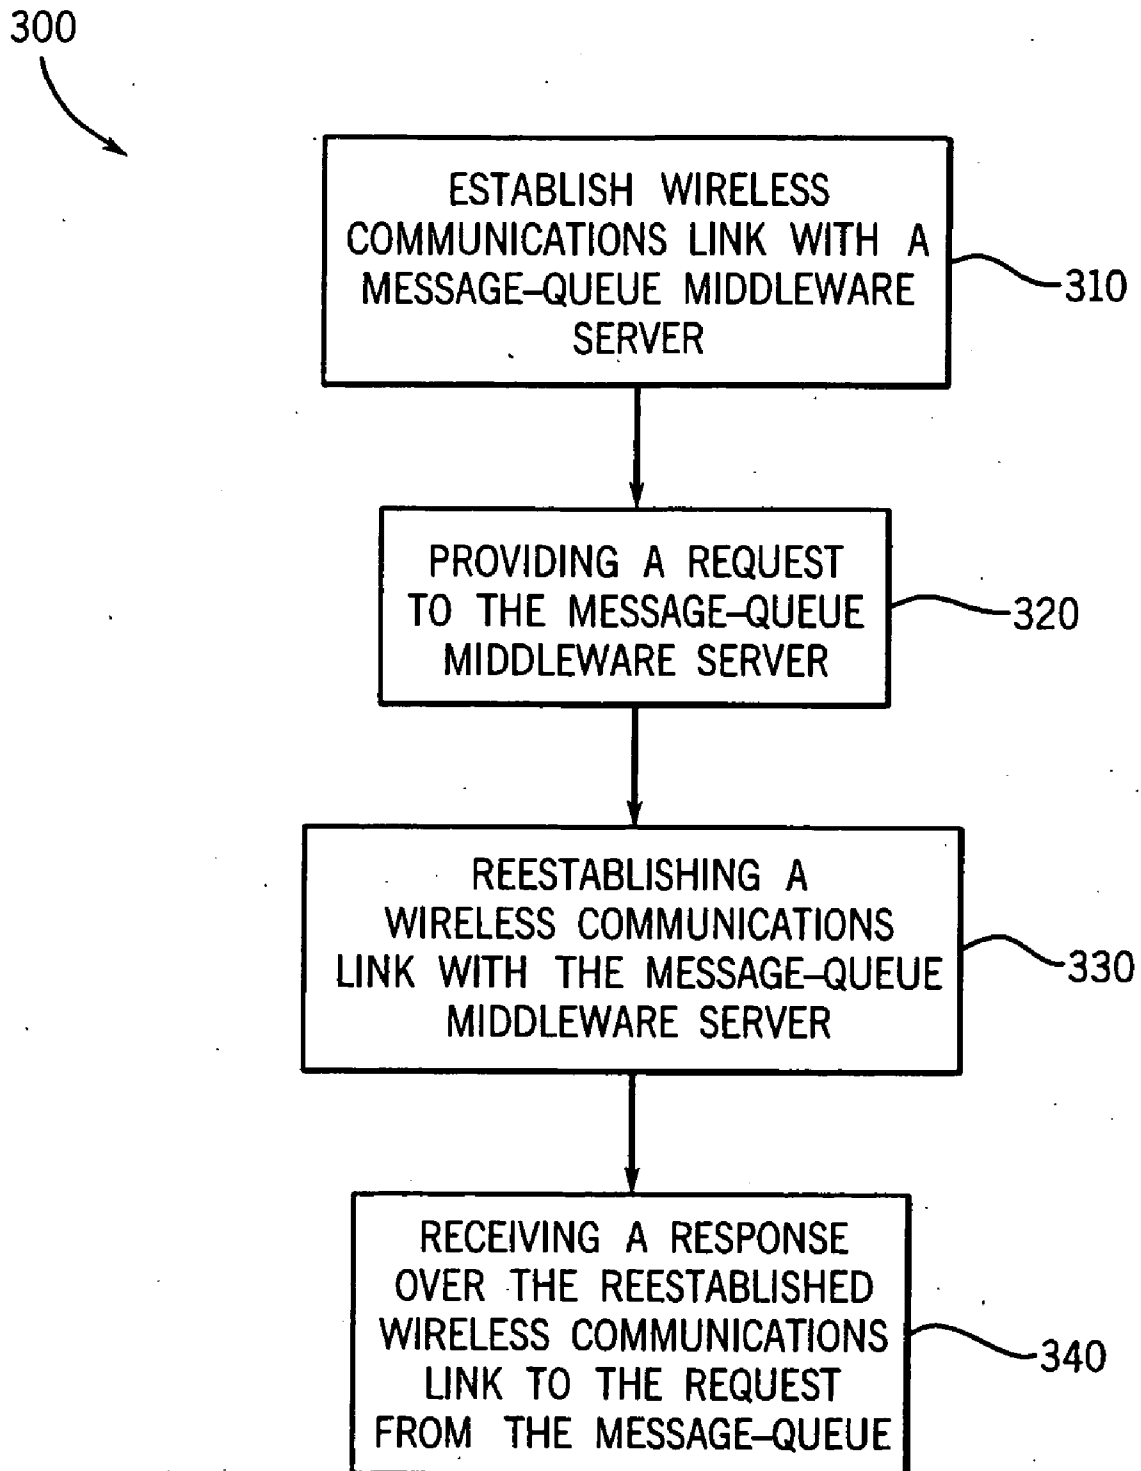 300
ESTABLISH WIRELESS
COMMUNICATIONS LINK WITH A
MESSAGE-QUEUE MIDDLEWARE
SERVER
310
PROVIDING A REQUEST
TO THE MESSAGE-QUEUE
MIDDLEWARE SERVER
320
REESTABLISHING A
WIRELESS COMMUNICATIONS
LINK WITH THE MESSAGE-QUEUE
MIDDLEWARE SERVER
330
RECEIVING A RESPONSE
OVER THE REESTABLISHED
WIRELESS COMMUNICATIONS
LINK TO THE REQUEST
FROM THE MESSAGE-QUEUE
340